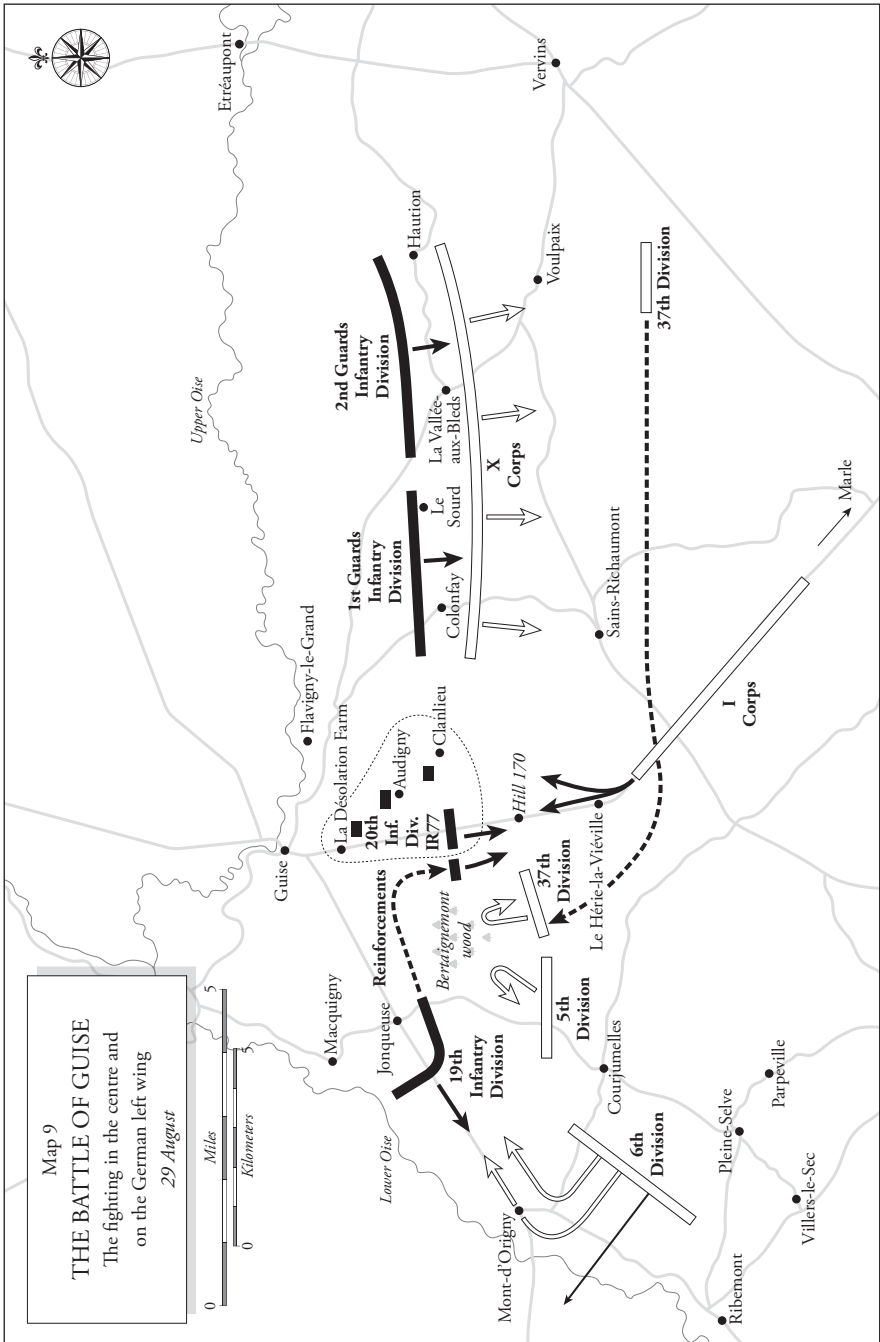 Map 9
THE BATTLE OF GUISE
The fighting in the centre and
on the German left wing
29 August
0
Miles
5
0
Kilometers
5
Etréaupont
Vervins
Upper Oise
Haution
Voulpaix
2nd Guards
Infantry
Division
La Vallée-
aux-Bleds
37th Division
X
Corps
Le
Sourd
1st Guards
Infantry
Division
Colonfay
Marle
Sains-Richaumont
Flavigny-le-Grand
Guise
La Désolation Farm
Audigny
Clanlieu
20th
Inf.
Div.
IR77
Hill 170
I
Corps
Le Hérie-la-Viéville
37th
Division
Reinforcements
Bertaignemont
wood
5th
Division
Macquigny
Jonqueuse
19th
Infantry
Division
Courjumelles
Lower Oise
6th
Division
Mont-d'Origny
Parpeville
Pleine-Selve
Villers-le-Sec
Ribemont